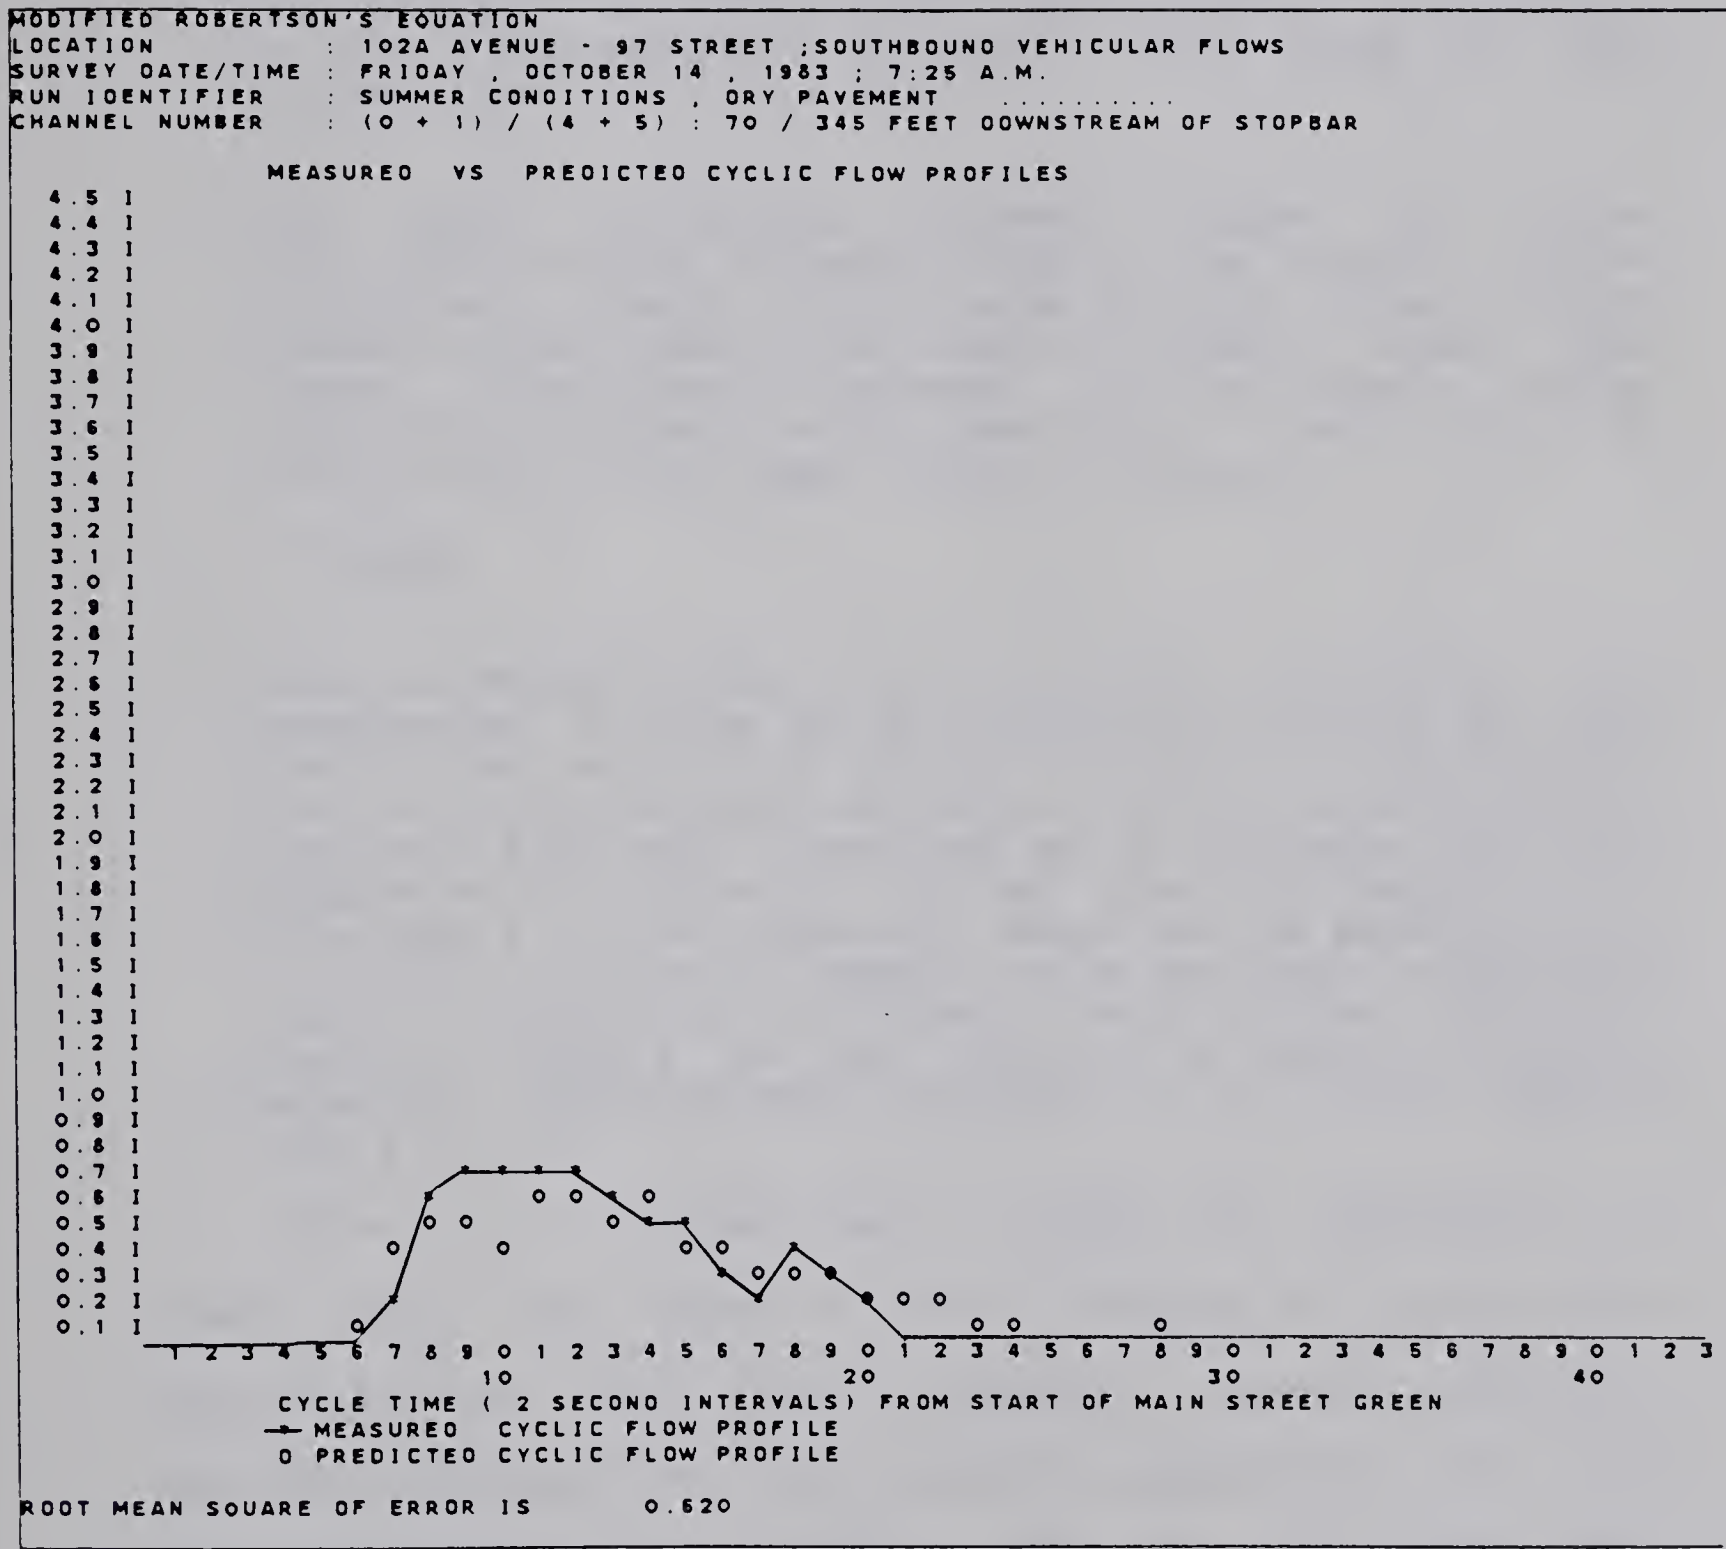 MODIFIED ROBERTSON'S EQUATION
LOCATION : 102A AVENUE - 97 STREET ;SOUTHBOUND VEHICULAR FLOWS
SURVEY DATE/TIME : FRIDAY , OCTOBER 14 , 1983 ; 7:25 A.M.
RUN IDENTIFIER : SUMMER CONDITIONS , DRY PAVEMENT ..........
CHANNEL NUMBER : (0 + 1) / (4 + 5) : 70 / 345 FEET DOWNSTREAM OF STOPBAR
MEASURED VS PREDICTED CYCLIC FLOW PROFILES
4.5 I
4.4 I
4.3 I
4.2 I
4.1 I
4.0 I
3.9 I
3.8 I
3.7 I
3.6 I
3.5 I
3.4 I
3.3 I
3.2 I
3.1 I
3.0 I
2.9 I
2.8 I
2.7 I
2.6 I
2.5 I
2.4 I
2.3 I
2.2 I
2.1 I
2.0 I
1.9 I
1.8 I
1.7 I
1.6 I
1.5 I
1.4 I
1.3 I
1.2 I
1.1 I
1.0 I
0.9 I
0.8 I
0.7 I
0.6 I
0.5 I
0.4 I
0.3 I
0.2 I
0.1 I
1 2 3 4 5 6 7 8 9 0 1 2 3 4 5 6 7 8 9 0 1 2 3 4 5 6 7 8 9 0 1 2 3 4 5 6 7 8 9 0 1 2 3
10 20 30 40
CYCLE TIME ( 2 SECOND INTERVALS) FROM START OF MAIN STREET GREEN
MEASURED CYCLIC FLOW PROFILE
O PREDICTED CYCLIC FLOW PROFILE
ROOT MEAN SQUARE OF ERROR IS 0.620